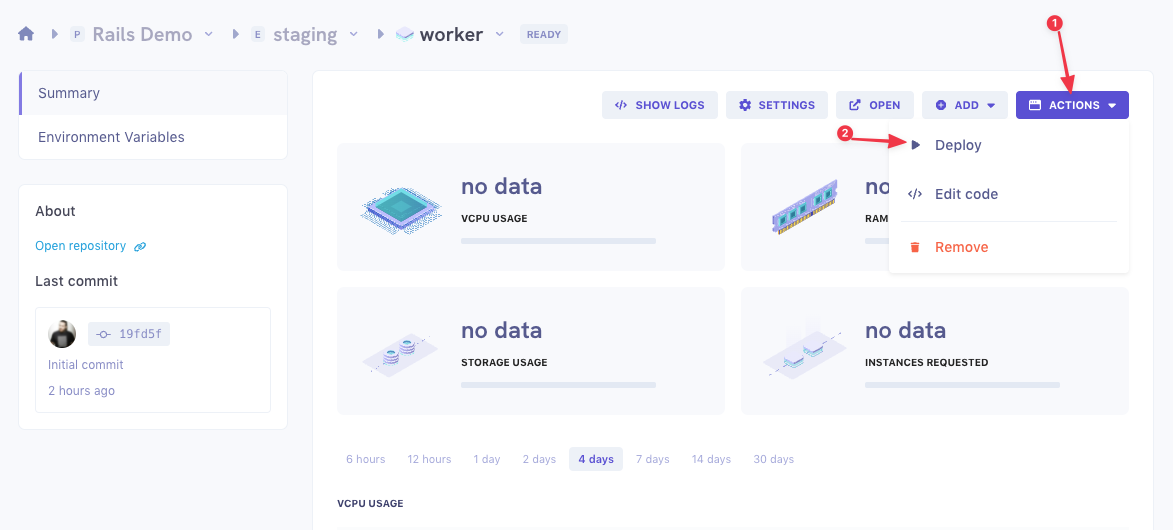 P Rails Demo E staging worker READY
1
Summary
Environment Variables
SHOW LOGS SETTINGS OPEN ADD ACTIONS
2
Deploy
Edit code
Remove
About
Open repository
Last commit
19fd5f
Initial commit
2 hours ago
no data
VCPU USAGE
no
RAM
no data
STORAGE USAGE
no data
INSTANCES REQUESTED
6 hours 12 hours 1 day 2 days 4 days 7 days 14 days 30 days
VCPU USAGE